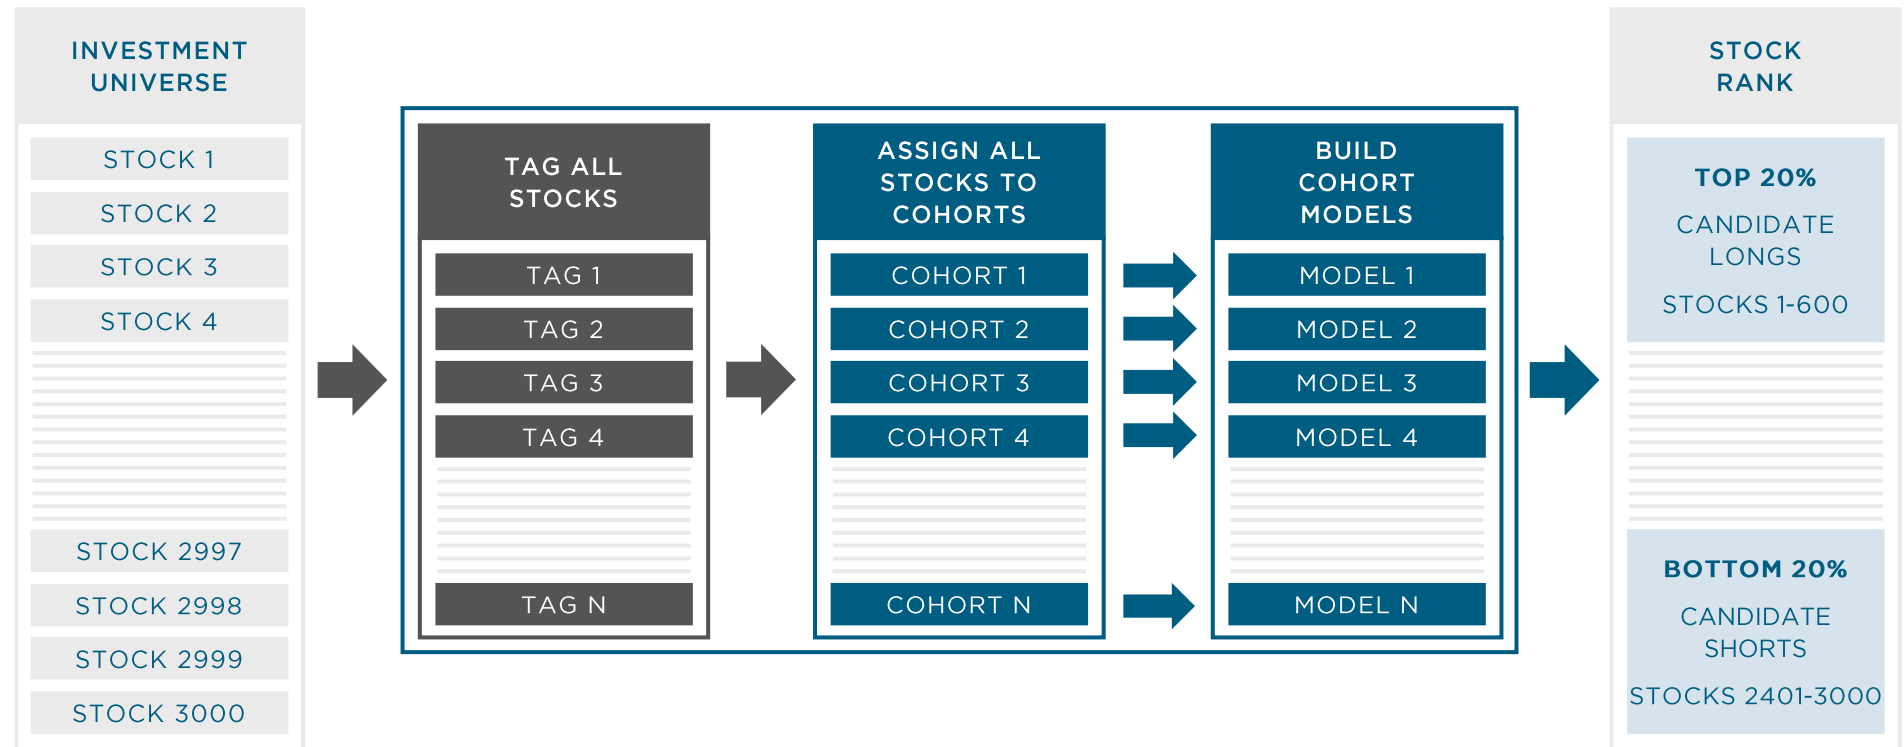 INVESTMENT
UNIVERSE
STOCK 1
STOCK 2
STOCK 3
STOCK 4
STOCK 2997
STOCK 2998
STOCK 2999
STOCK 3000
TAG ALL
STOCKS
TAG 1
TAG 2
TAG 3
TAG 4
TAG N
ASSIGN ALL
STOCKS TO
COHORTS
COHORT 1
COHORT 2
COHORT 3
COHORT 4
COHORT N
BUILD
COHORT
MODELS
MODEL 1
MODEL 2
MODEL 3
MODEL 4
MODEL N
STOCK
RANK
TOP 20%
CANDIDATE
LONGS
STOCKS 1-600
BOTTOM 20%
CANDIDATE
SHORTS
STOCKS 2401-3000